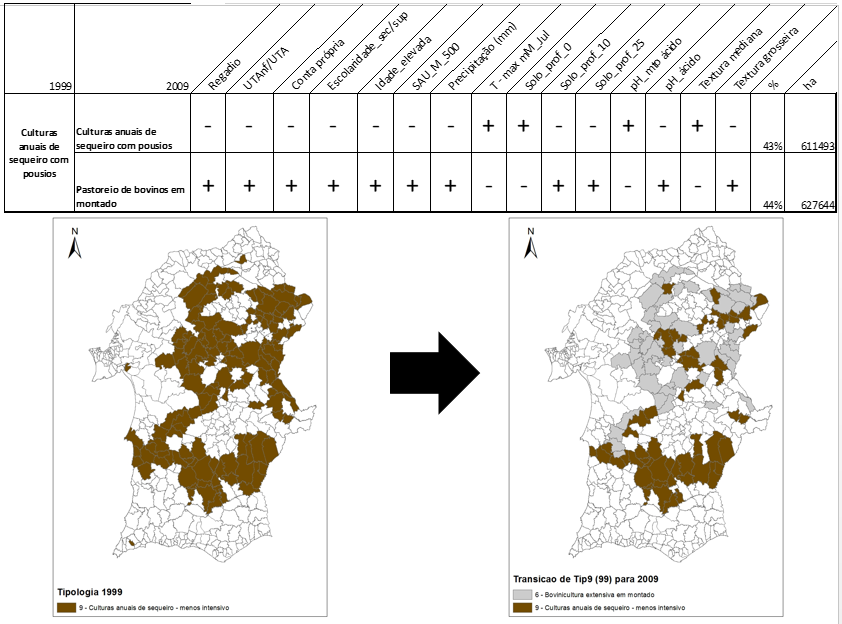 1999 2009 Regadio UTAnf/UTA Conta própria Escolaridade_sec/sup Idade_elevada SAU_M_500 Precipitação (mm) T - max mM_Jul Solo_prof_0 Solo_prof_10 Solo_prof_25 pH_mto ácido pH_ácido Textura mediana Textura grosseira % ha
Culturas
anuais de
sequeiro com
pousios
Culturas anuais de
sequeiro com pousios
- - - - - - - + + - - + - + - 43% 611493
Pastoreio de bovinos em
montado
+ + + + + + + - - + + - + - + 44% 627644
N
Tipologia 1999
9 - Culturas anuais de sequeiro - menos intensivo
N
Transicao de Tip9 (99) para 2009
6 - Bovinicultura extensiva em montado
9 - Culturas anuais de sequeiro - menos intensivo